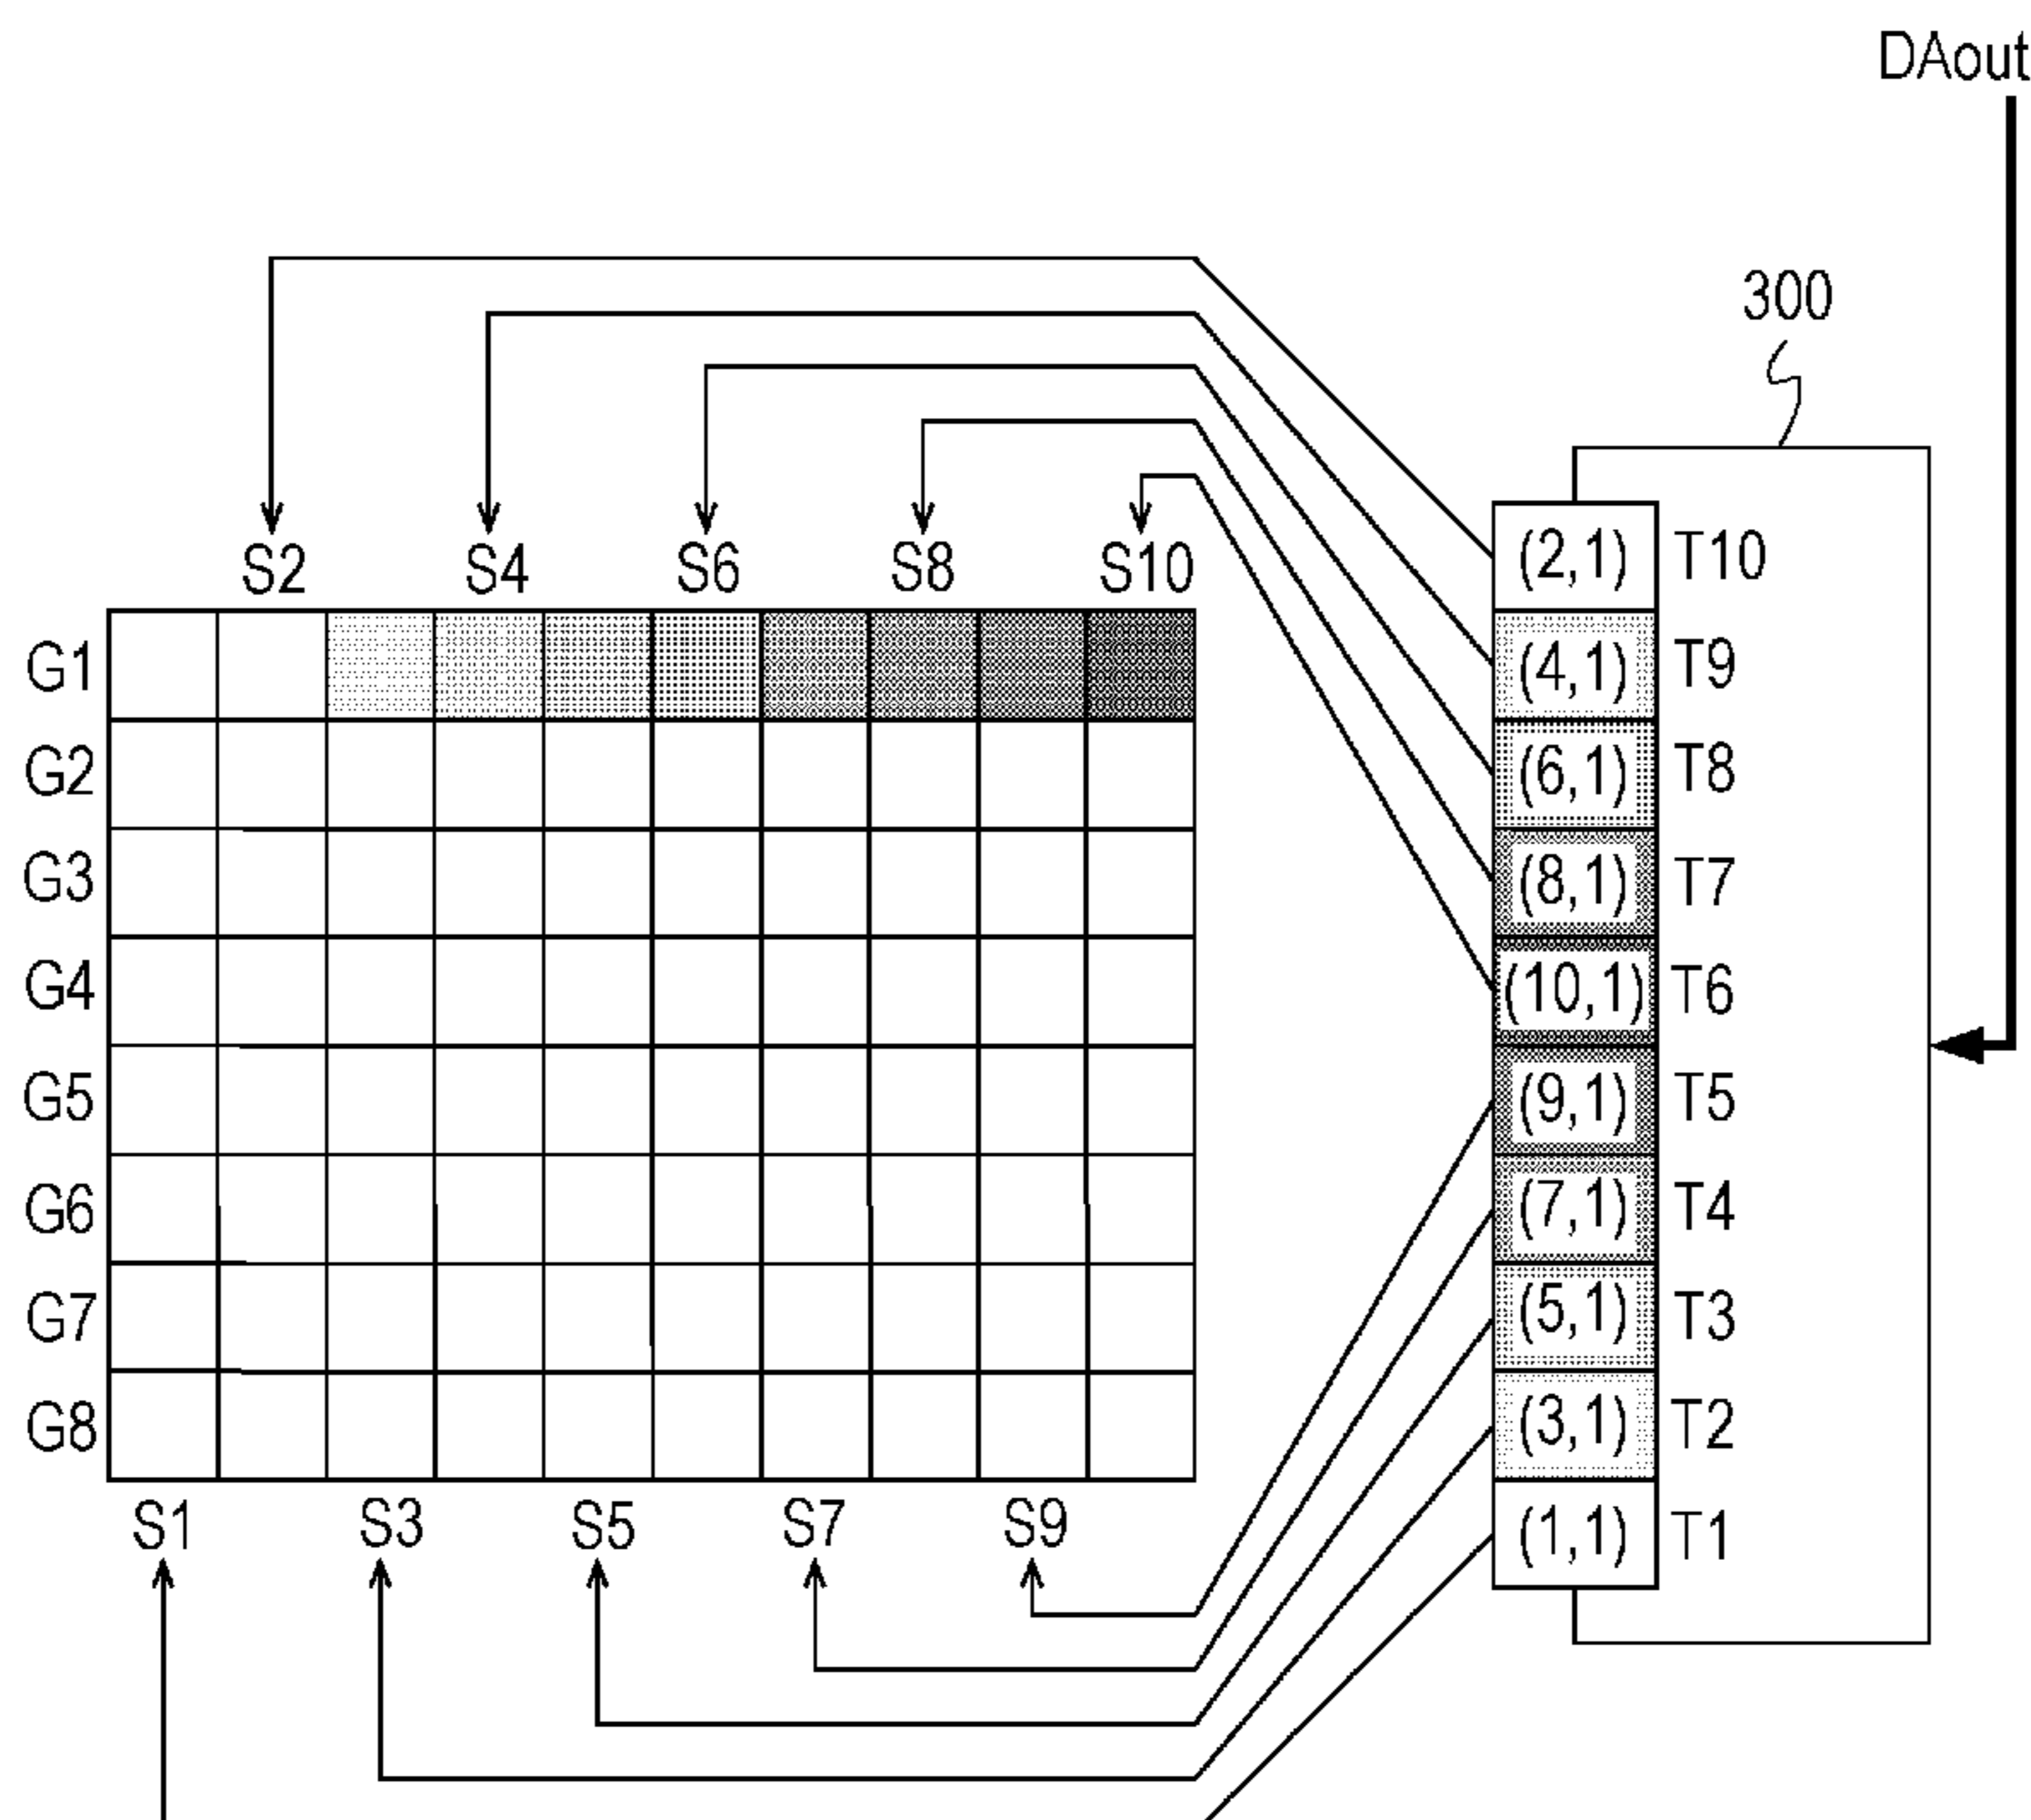 DAout
300
S2 S4 S6 S8 S10
(2,1) T10
G1
(4,1) T9
G2
(6,1) T8
G3
(8,1) T7
G4
(10,1) T6
G5
(9,1) T5
G6
(7,1) T4
G7
(5,1) T3
G8
(3,1) T2
S1 S3 S5 S7 S9
(1,1) T1